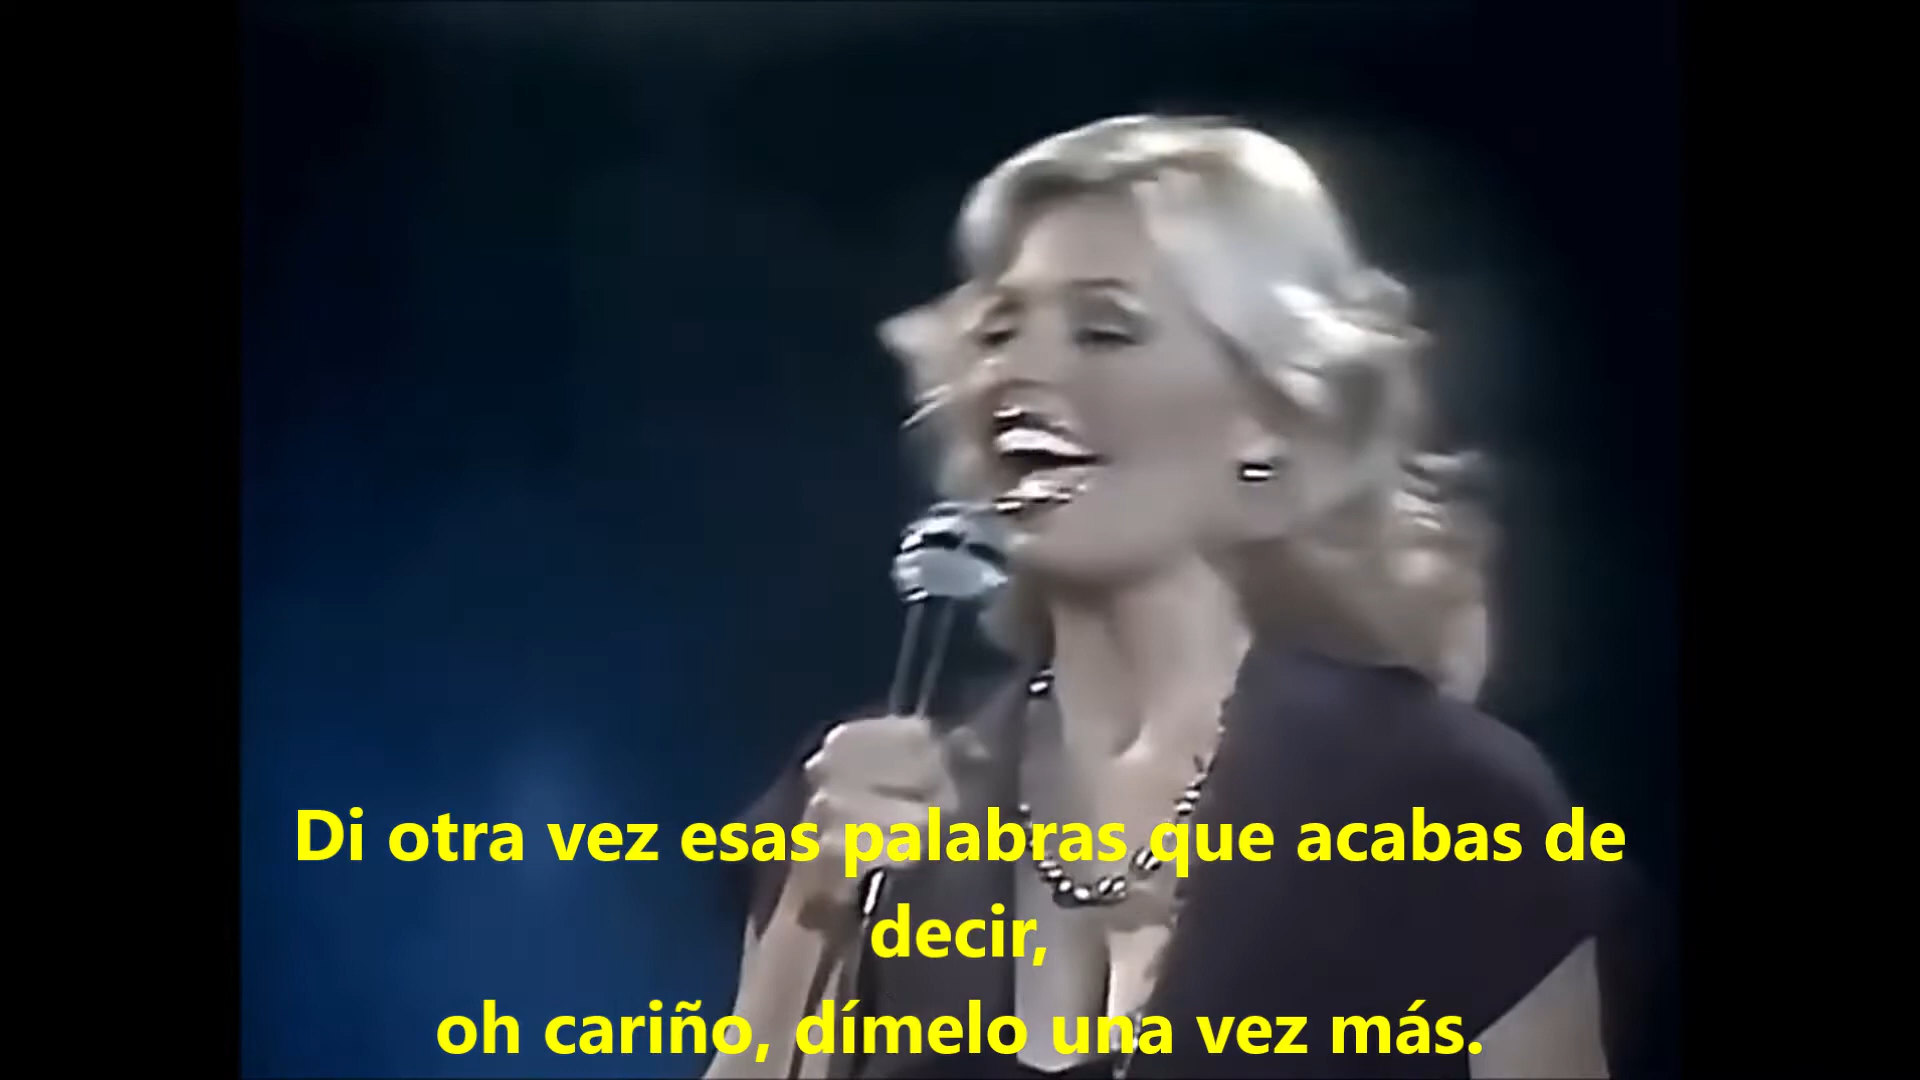 Di otra vez esas palabras que acabas de
decir,
oh cariño, dímelo una vez más.